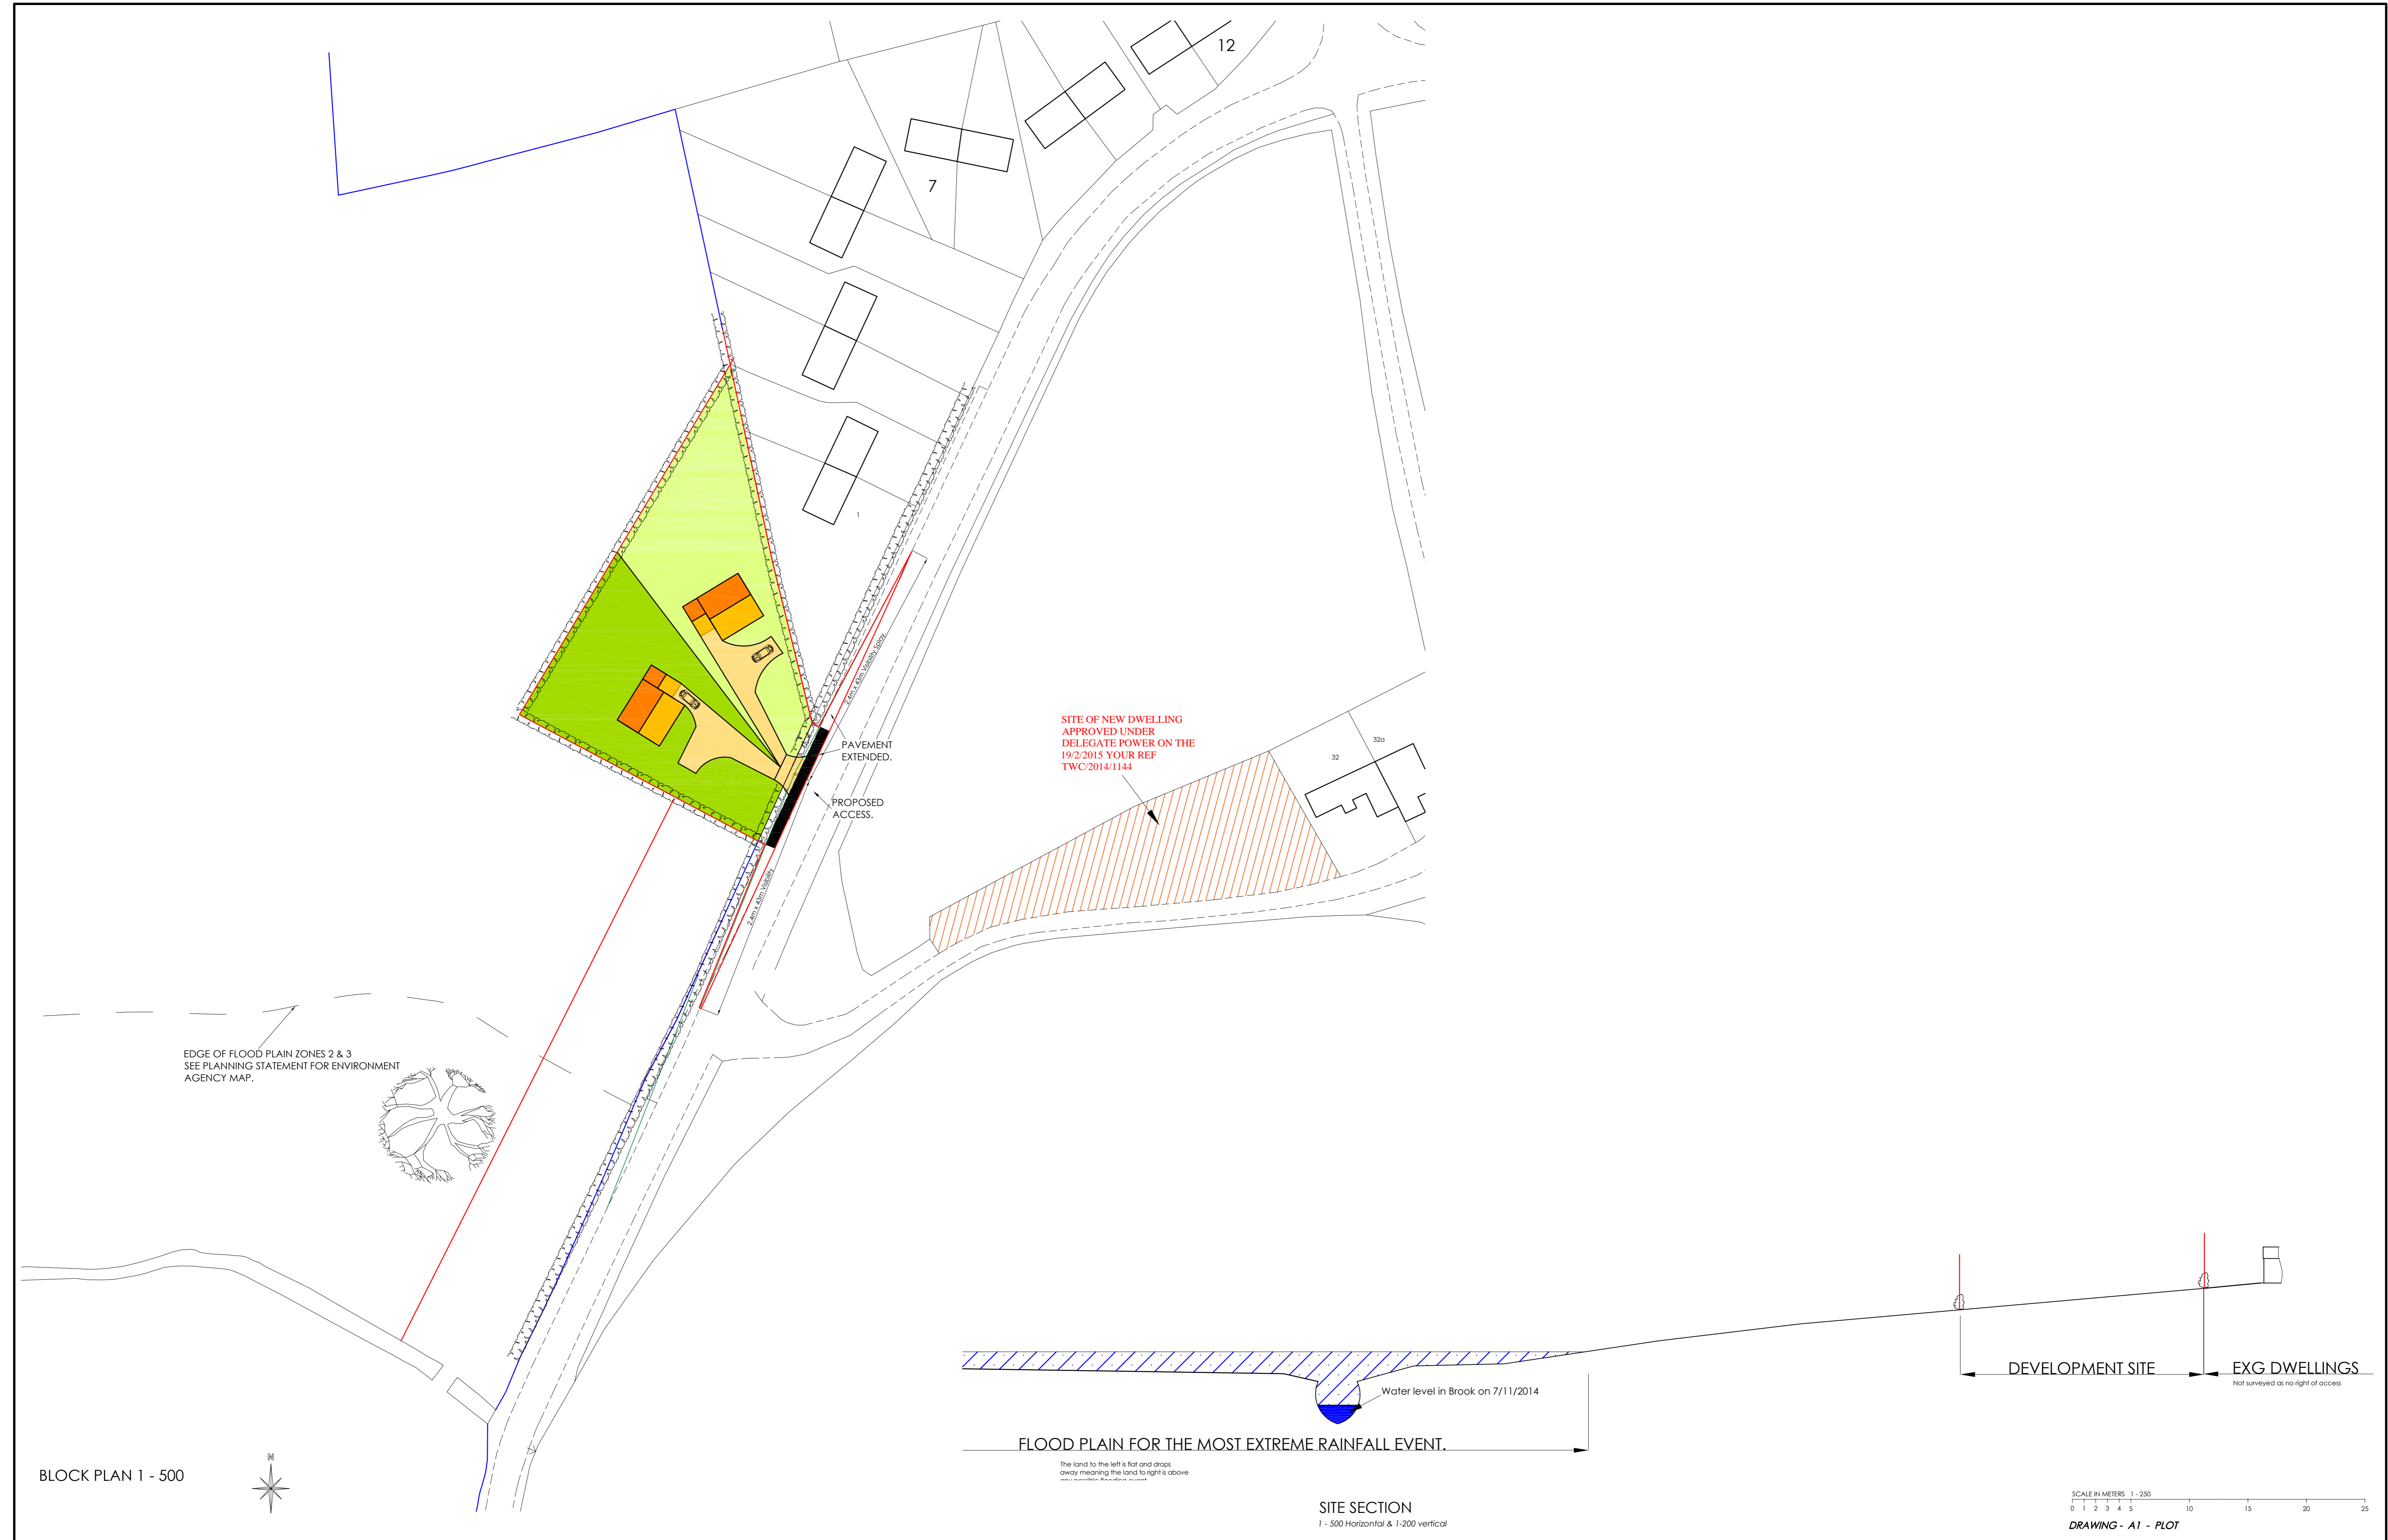 12
7
1
2.4m x 43m Visibility Splay.
PAVEMENT
EXTENDED.
PROPOSED
ACCESS.
2.4m x 43m Visibility
SITE OF NEW DWELLING
APPROVED UNDER
DELEGATE POWER ON THE
19/2/2015 YOUR REF
TWC/2014/1144
32
32a
EDGE OF FLOOD PLAIN ZONES 2 & 3
SEE PLANNING STATEMENT FOR ENVIRONMENT
AGENCY MAP.
DEVELOPMENT SITE
EXG DWELLINGS
Not surveyed as no right of access
Water level in Brook on 7/11/2014
FLOOD PLAIN FOR THE MOST EXTREME RAINFALL EVENT.
The land to the left is flat and drops
away meaning the land to right is above
any possible flooding event
BLOCK PLAN 1 - 500
N
SITE SECTION
1 - 500 Horizontal & 1-200 vertical
SCALE IN METERS 1 - 250
0 1 2 3 4 5 10 15 20 25
DRAWING - A1 - PLOT